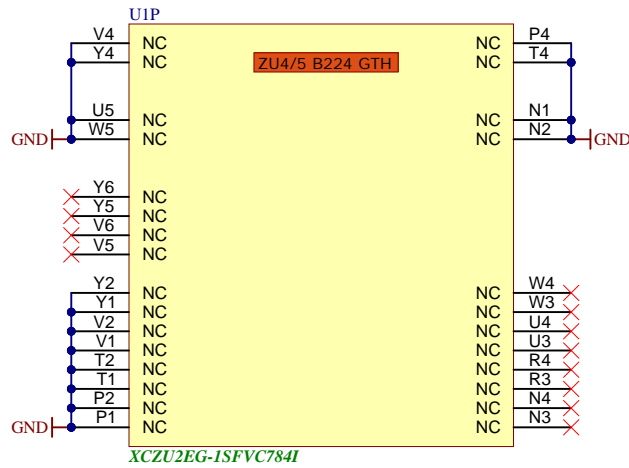 U1P
V4 NC ZU4/5 B224 GTH NC P4
Y4 NC NC T4
U5 NC NC N1
GND W5 NC NC N2 GND
Y6 NC
Y5 NC
V6 NC
V5 NC
Y2 NC NC W4
Y1 NC NC W3
V2 NC NC U4
V1 NC NC U3
T2 NC NC R4
T1 NC NC R3
P2 NC NC N4
GND P1 NC NC N3
XCZU2EG-1SFVC784I